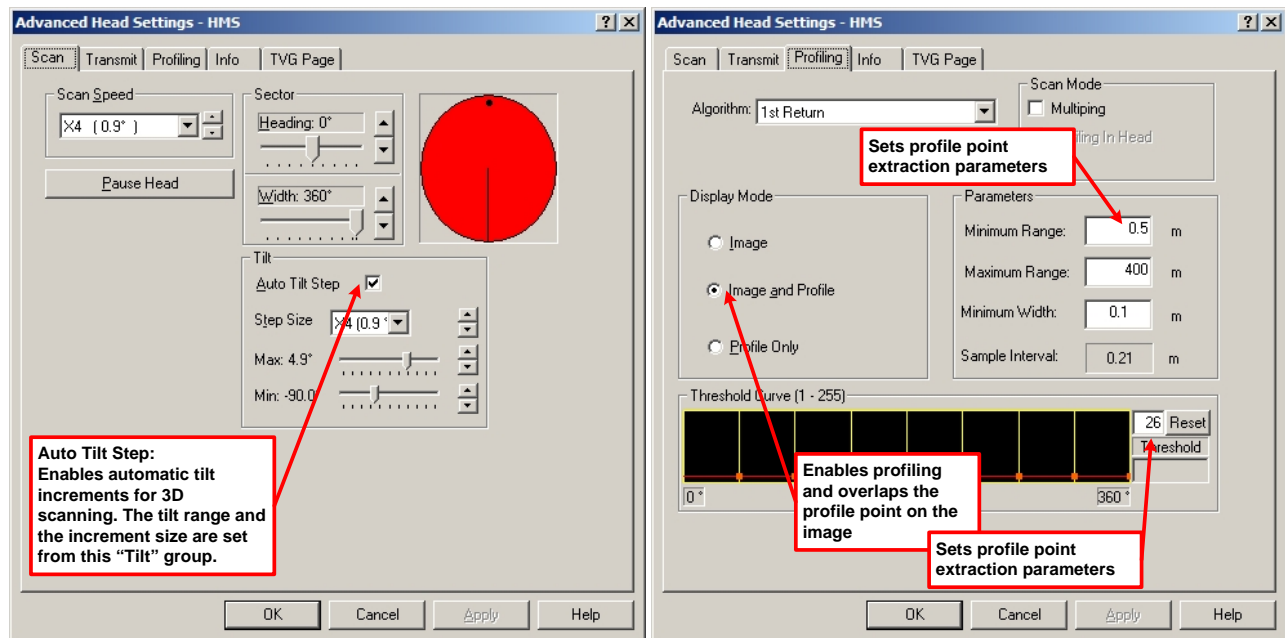 Advanced Head Settings - HMS
Scan Transmit Profiling Info TVG Page
Scan Speed
X4 ( 0.9° )
Pause Head
Sector
Heading: 0°
Width: 360°
Tilt
Auto Tilt Step
Step Size X4 (0.9 °
Max: 4.9°
Min: -90.0
Auto Tilt Step:
Enables automatic tilt
increments for 3D
scanning. The tilt range and
the increment size are set
from this “Tilt” group.
OK Cancel Apply Help
Advanced Head Settings - HMS
Scan Transmit Profiling Info TVG Page
Algorithm: 1st Return
Scan Mode
Multiping
iling In Head
Sets profile point
extraction parameters
Display Mode
Image
Image and Profile
Profile Only
Parameters
Minimum Range: 0.5 m
Maximum Range: 400 m
Minimum Width: 0.1 m
Sample Interval: 0.21 m
Threshold Curve (1 - 255)
26 Reset
Threshold
0 °
360 °
Enables profiling
and overlaps the
profile point on the
image
Sets profile point
extraction parameters
OK Cancel Apply Help